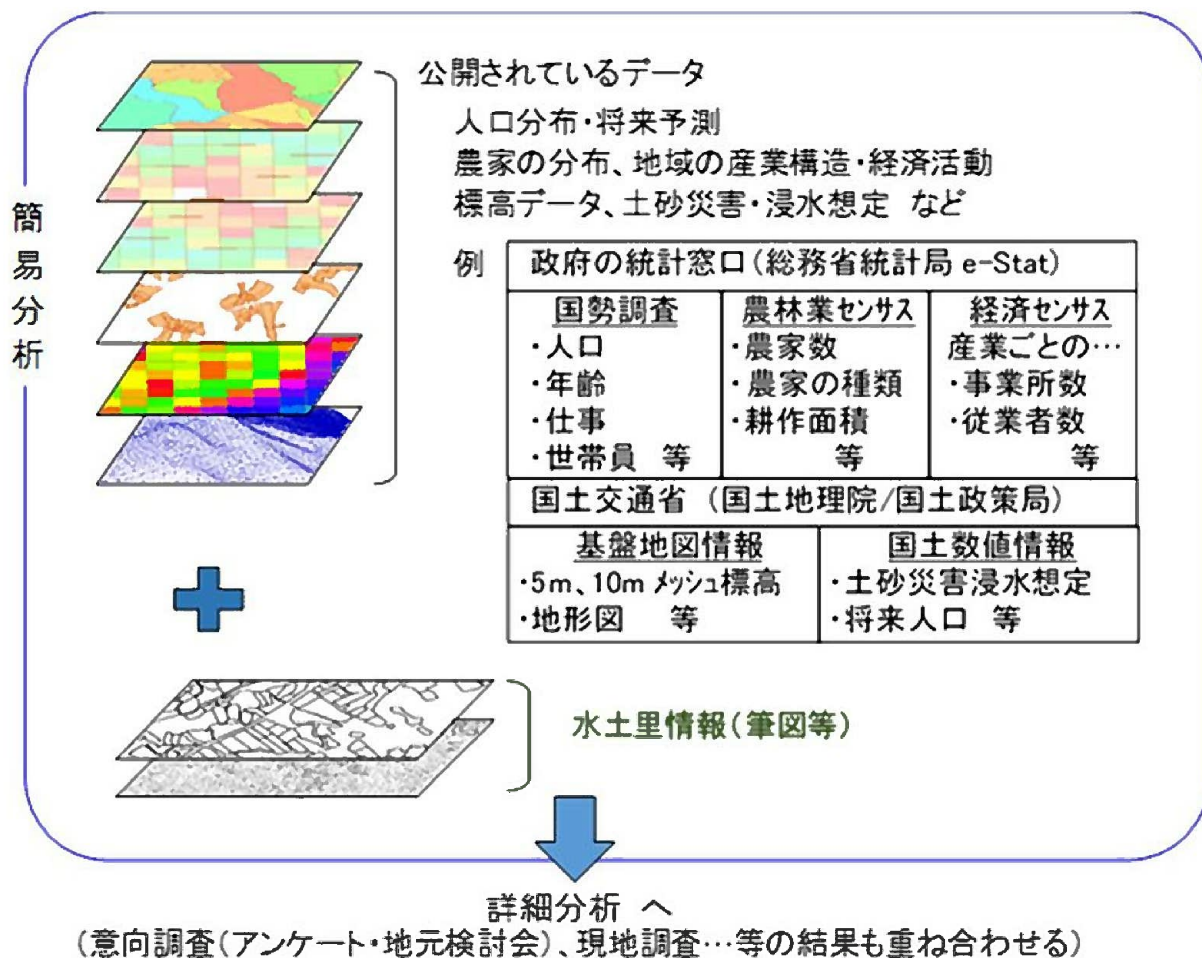 簡易分析
公開されているデータ
人口分布・将来予測
農家の分布、地域の産業構造・経済活動
標高データ、土砂災害・浸水想定 など
例
政府の統計窓口(総務省統計局 e-Stat)
国勢調査
・人口
・年齢
・仕事
・世帯員 等
農林業センサス
・農家数
・農家の種類
・耕作面積
等
経済センサス
産業ごとの…
・事業所数
・従業者数
等
国土交通省 (国土地理院/国土政策局)
基盤地図情報
・5m、10mメッシュ標高
・地形図 等
国土数値情報
・土砂災害浸水想定
・将来人口 等
水土里情報(筆図等)
詳細分析 へ
(意向調査(アンケート・地元検討会)、現地調査…等の結果も重ね合わせる)